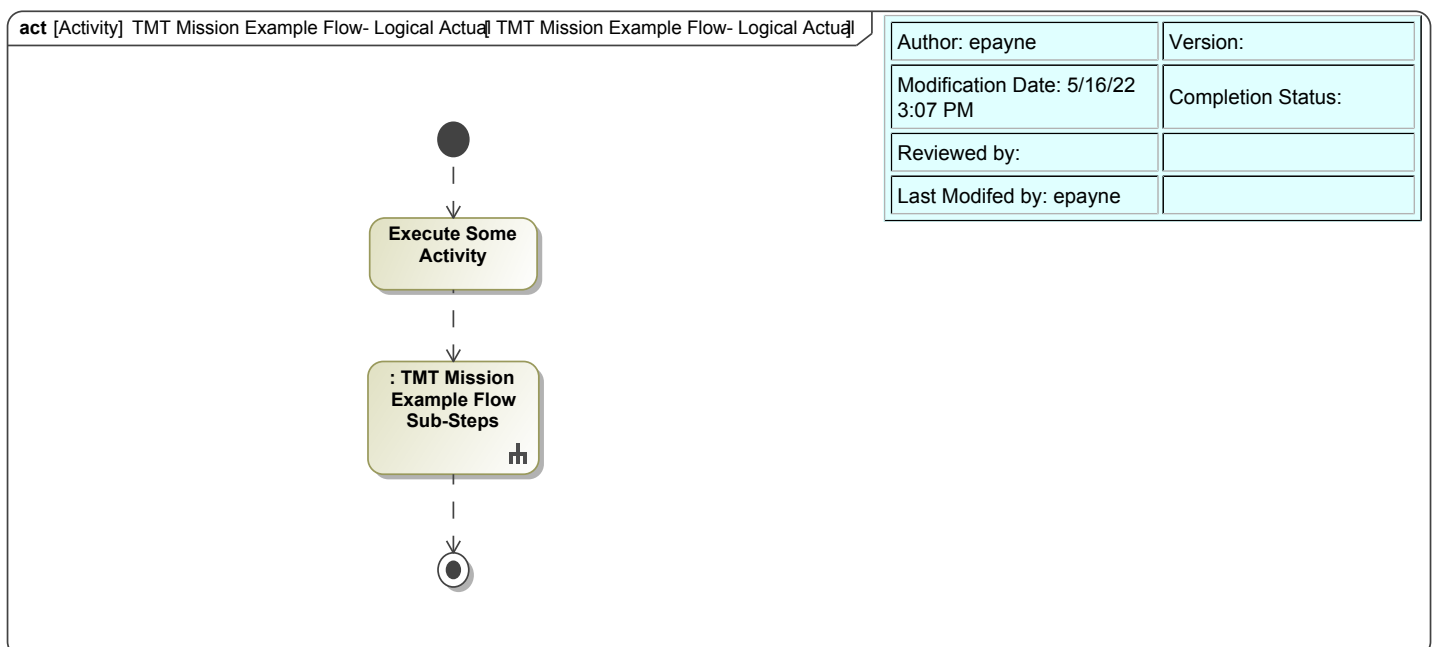 act [Activity] TMT Mission Example Flow- Logical Actual[ TMT Mission Example Flow- Logical Actual]
Author: epayne
Version:
Modification Date: 5/16/22
3:07 PM
Completion Status:
Reviewed by:
Last Modifed by: epayne
Execute Some
Activity
: TMT Mission
Example Flow
Sub-Steps